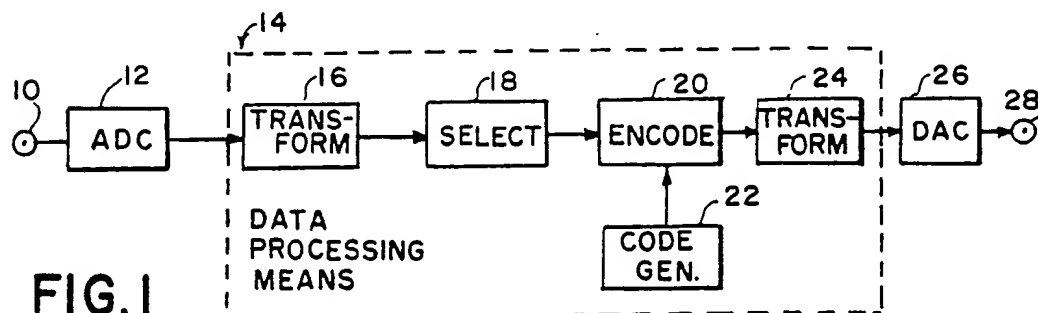 14
10
12
16
18
20
24
26
28
ADC
TRANS-
FORM
SELECT
ENCODE
TRANS-
FORM
DAC
22
CODE
GEN.
DATA
PROCESSING
MEANS
FIG. 1